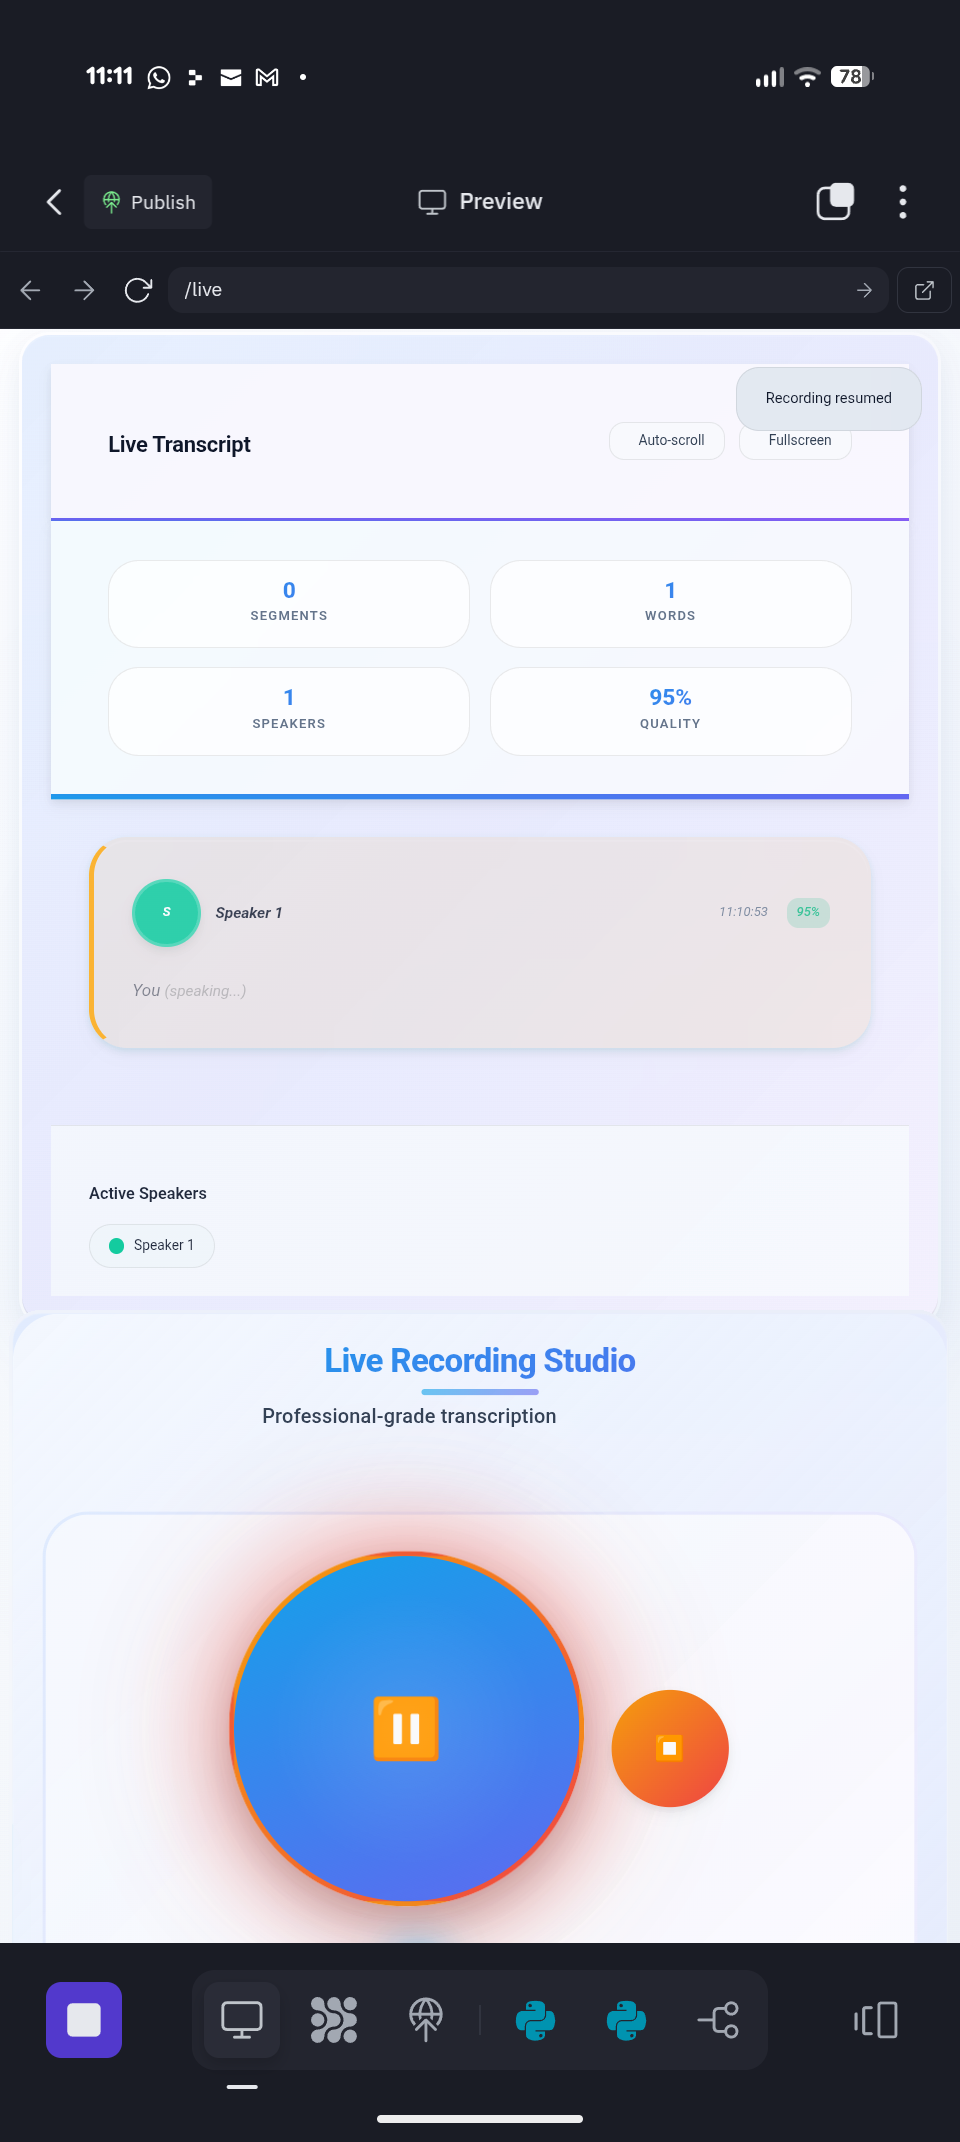 11:11
78
Publish
Preview
/live
Recording resumed
Live Transcript
Auto-scroll
Fullscreen
0
SEGMENTS
1
WORDS
1
SPEAKERS
95%
QUALITY
S
Speaker 1
11:10:53
95%
You (speaking...)
Active Speakers
Speaker 1
Live Recording Studio
Professional-grade transcription